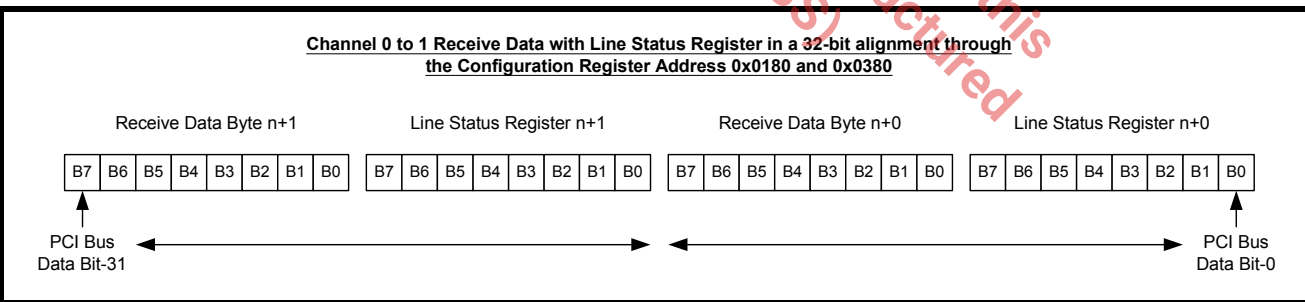 this
S)
ctured
Channel 0 to 1 Receive Data with Line Status Register in a 32-bit alignment through
the Configuration Register Address 0x0180 and 0x0380
Receive Data Byte n+1 Line Status Register n+1 Receive Data Byte n+0 Line Status Register n+0
B7 B6 B5 B4 B3 B2 B1 B0 B7 B6 B5 B4 B3 B2 B1 B0 B7 B6 B5 B4 B3 B2 B1 B0 B7 B6 B5 B4 B3 B2 B1 B0
PCI Bus PCI Bus
Data Bit-31 Data Bit-0